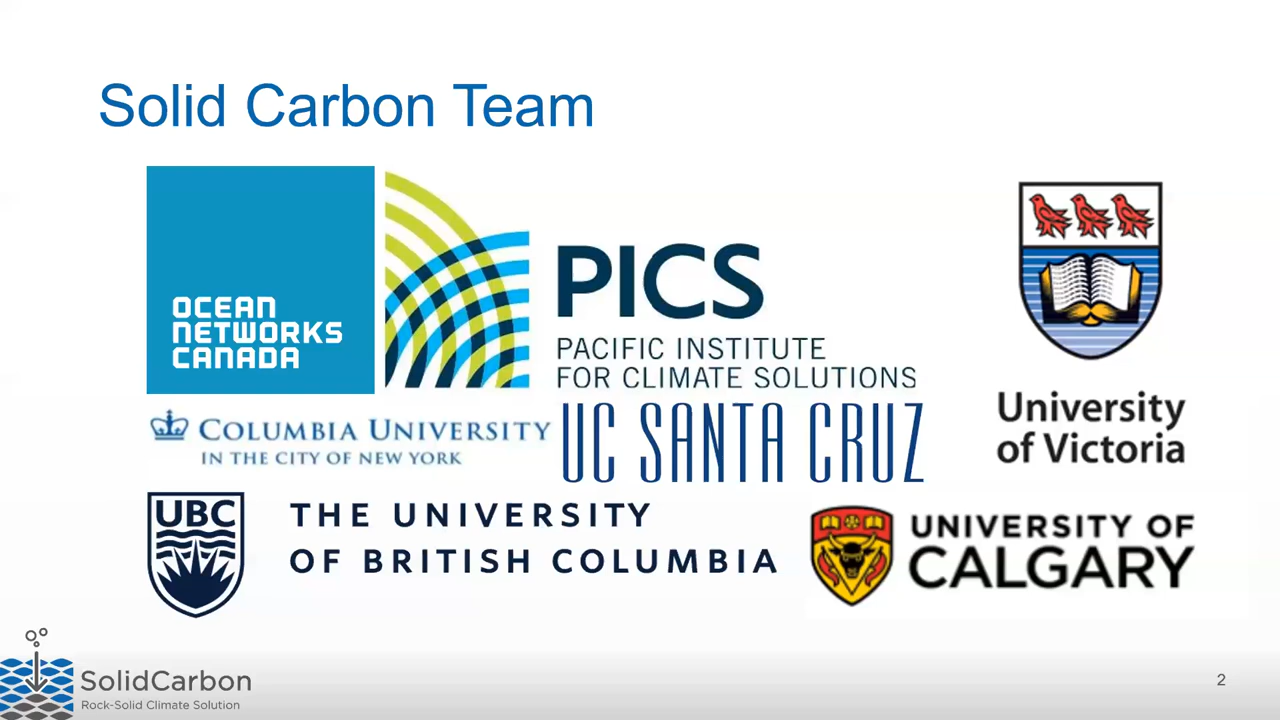 Solid Carbon Team
OCEAN
NETWORKS
CANADA
PICS
PACIFIC INSTITUTE
FOR CLIMATE SOLUTIONS
University
of Victoria
COLUMBIA UNIVERSITY
IN THE CITY OF NEW YORK
UC SANTA CRUZ
UBC
THE UNIVERSITY
OF BRITISH COLUMBIA
UNIVERSITY OF
CALGARY
SolidCarbon
Rock-Solid Climate Solution
2